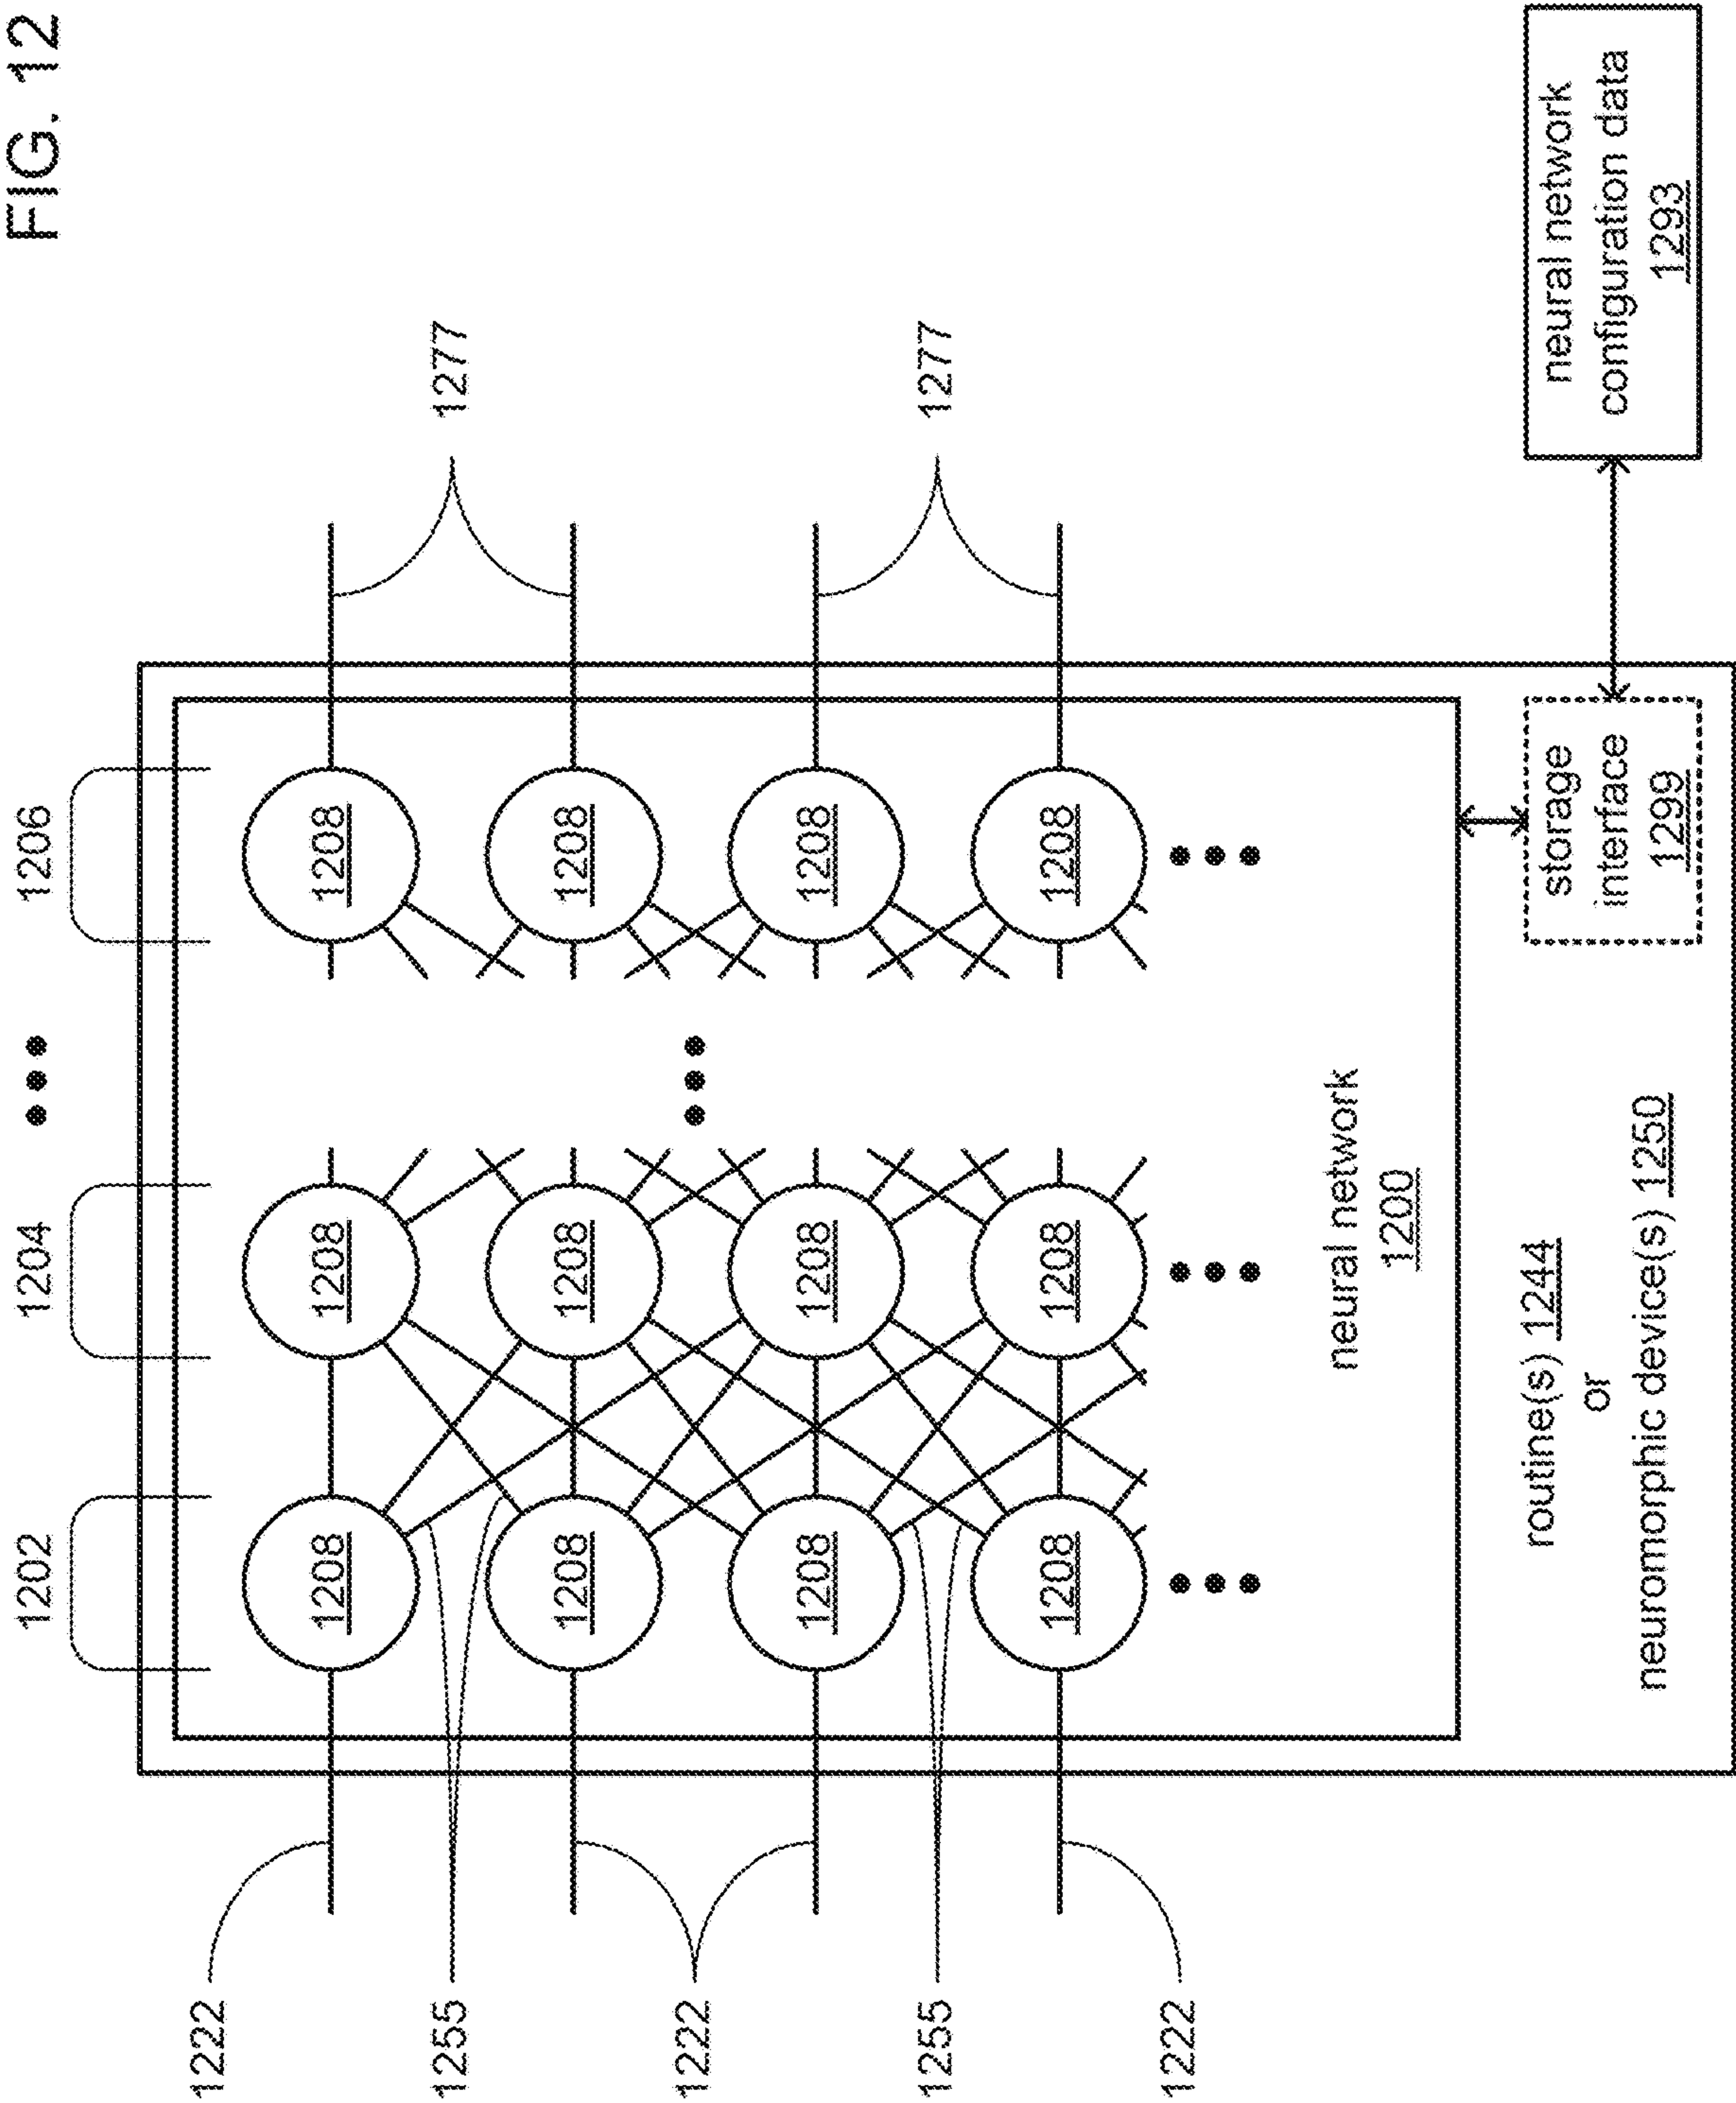 FIG. 12
1202
1204
1206
1222
1255
1222
1255
1222
1208
1208
1208
1208
1208
1208
1208
1208
1208
1208
1208
1208
1277
1277
neural network
1200
routine(s) 1244
or
neuromorphic device(s) 1250
storage
interface
1299
neural network
configuration data
1293